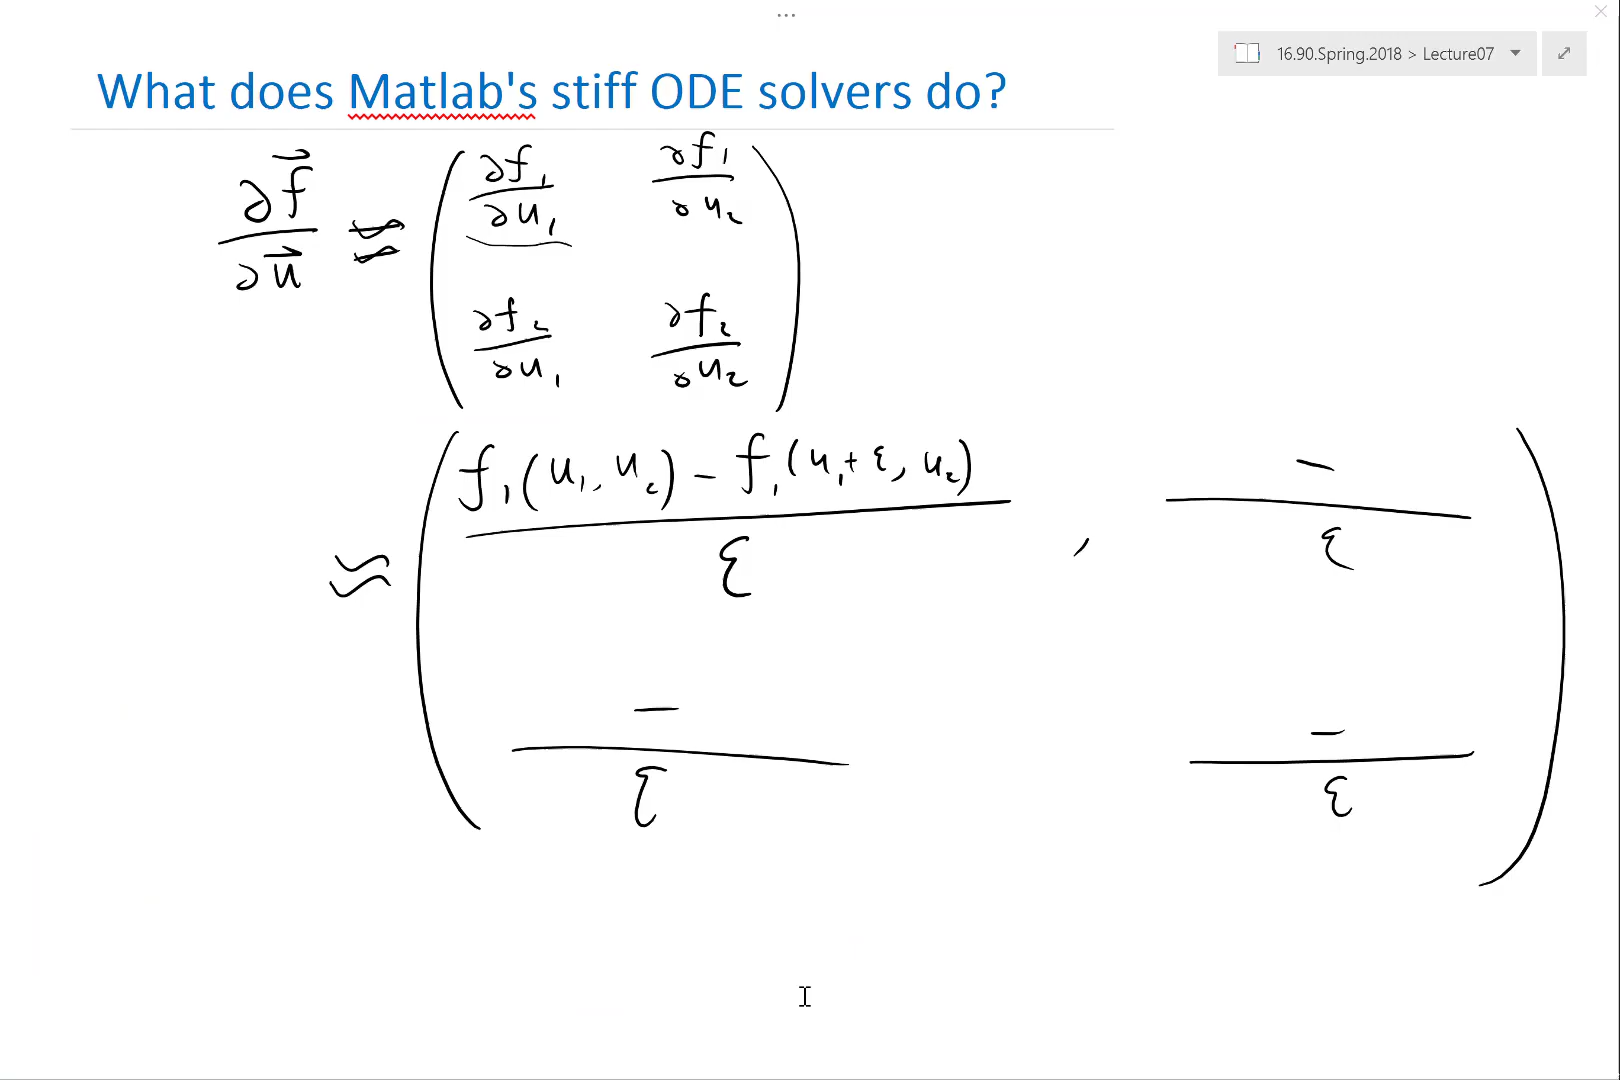 ...
16.90.Spring.2018 > Lecture07
What does Matlab's stiff ODE solvers do?
∂f⃗/∂u⃗ ≈ ( ∂f₁/∂u₁ ∂f₁/∂u₂
∂f₂/∂u₁ ∂f₂/∂u₂ )
≈ ( f₁(u₁, u₂) − f₁(u₁+ε, u₂)/ε , −/ε
−/ε −/ε )